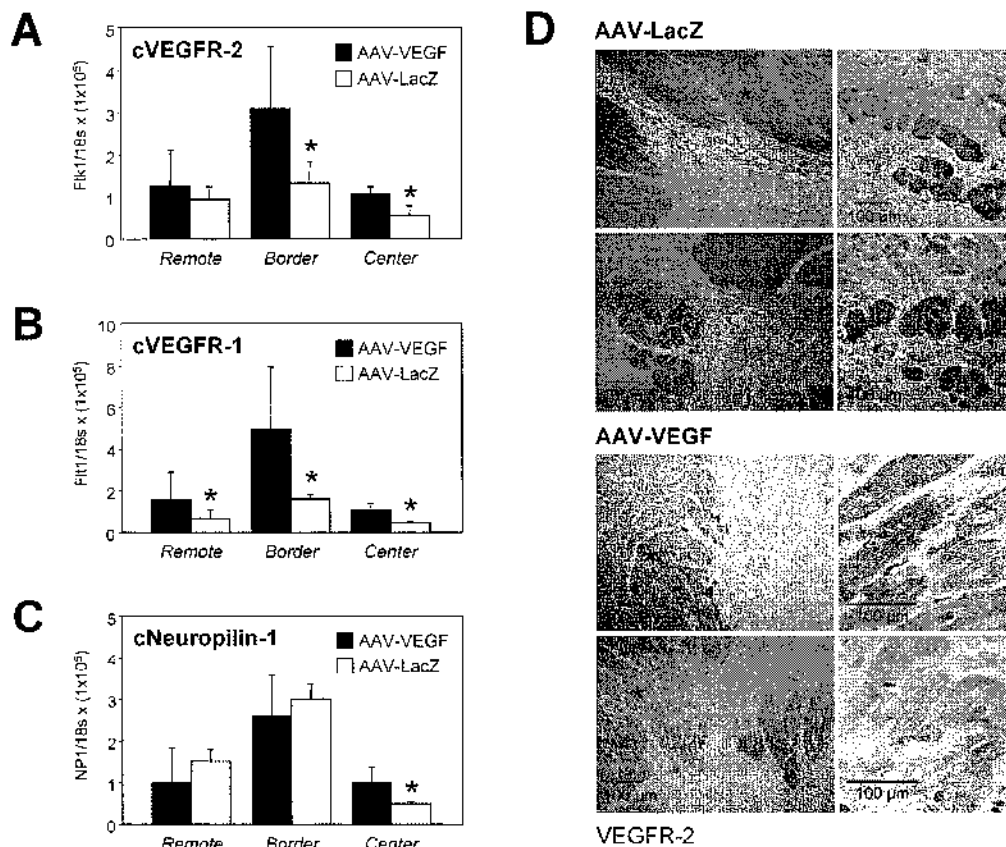 A
cVEGFR-2
AAV-VEGF
AAV-LacZ
Flk1/18s x (1x10⁵)
5
4
3
2
1
0
*
*
Remote Border Center
B
cVEGFR-1
AAV-VEGF
AAV-LacZ
Flt1/18s x (1x10⁵)
10
8
6
4
2
0
*
*
*
Remote Border Center
C
cNeuropilin-1
AAV-VEGF
AAV-LacZ
NP1/18s x (1x10⁵)
5
4
3
2
1
0
*
Remote Border Center
D
AAV-LacZ
100 µm
AAV-VEGF
100 µm
100 µm
VEGFR-2